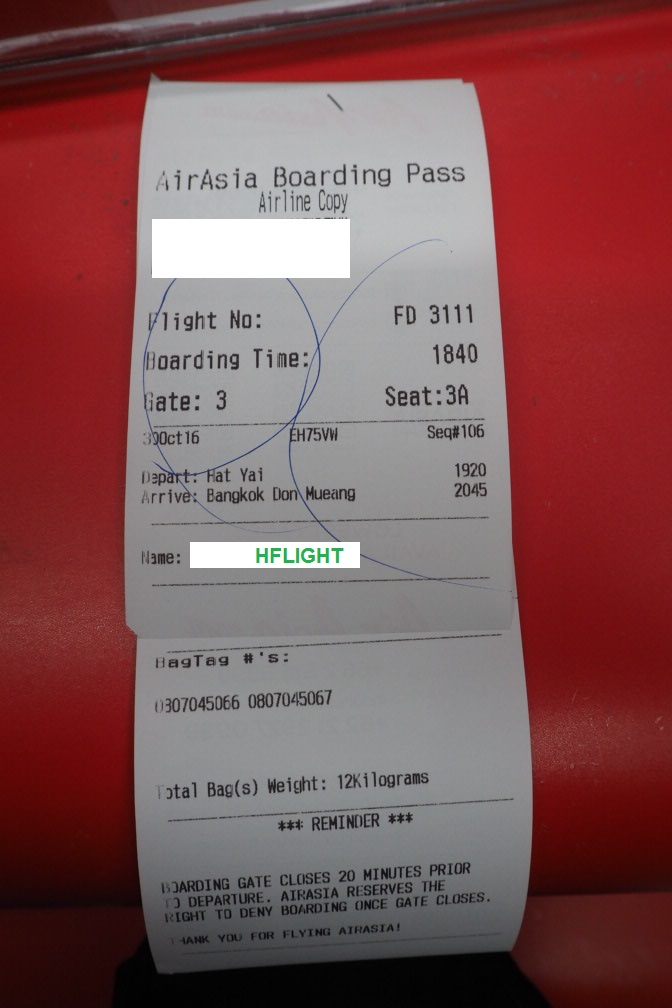 AirAsia Boarding Pass
Airline Copy
Flight No: FD 3111
Boarding Time: 1840
Gate: 3 Seat:3A
30Oct16 EH75VW Seq#106
Depart: Hat Yai 1920
Arrive: Bangkok Don Mueang 2045
Name: HFLIGHT
BagTag #'s:
0807045066 0807045067
Total Bag(s) Weight: 12Kilograms
*** REMINDER ***
BOARDING GATE CLOSES 20 MINUTES PRIOR
TO DEPARTURE. AIRASIA RESERVES THE
RIGHT TO DENY BOARDING ONCE GATE CLOSES.
THANK YOU FOR FLYING AIRASIA!